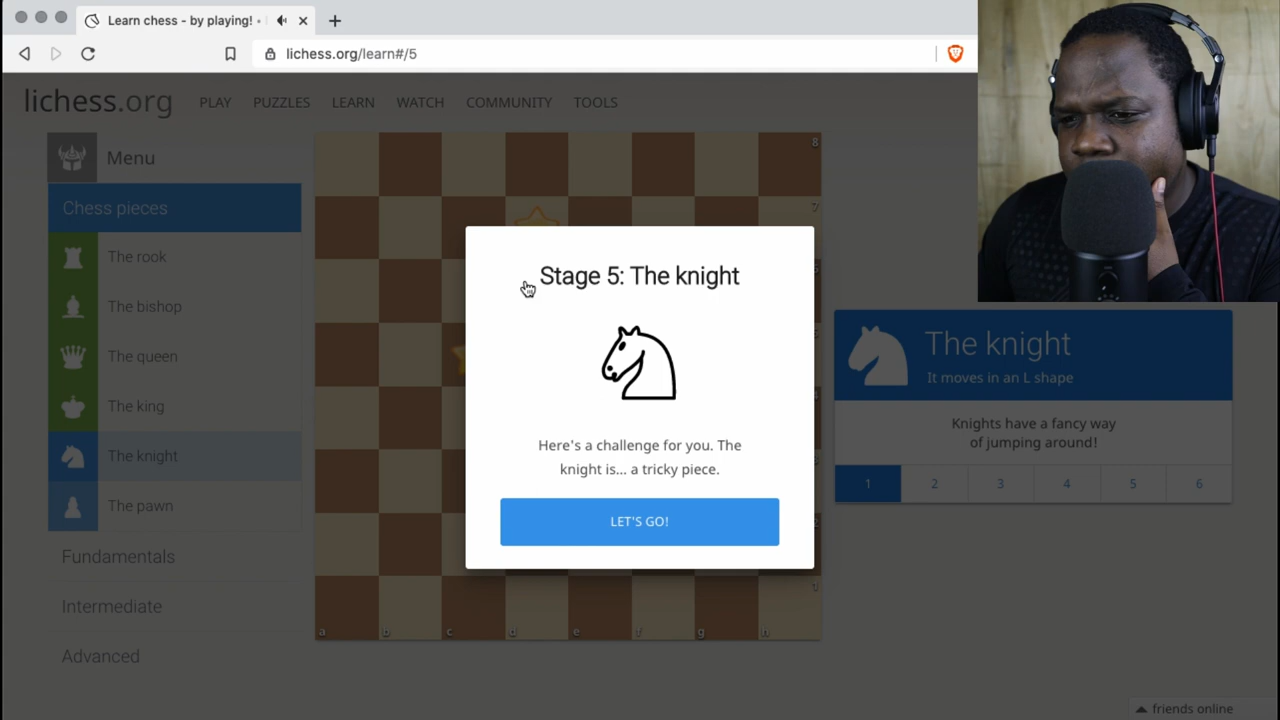 Learn chess - by playing! •
lichess.org/learn#/5
lichess.org
PLAY
PUZZLES
LEARN
WATCH
COMMUNITY
TOOLS
Menu
Chess pieces
The rook
The bishop
The queen
The king
The knight
The pawn
Fundamentals
Intermediate
Advanced
8
7
1
a
b
c
d
e
f
g
h
Stage 5: The knight
Here's a challenge for you. The
knight is... a tricky piece.
LET'S GO!
The knight
It moves in an L shape
Knights have a fancy way
of jumping around!
1
2
3
4
5
6
friends online